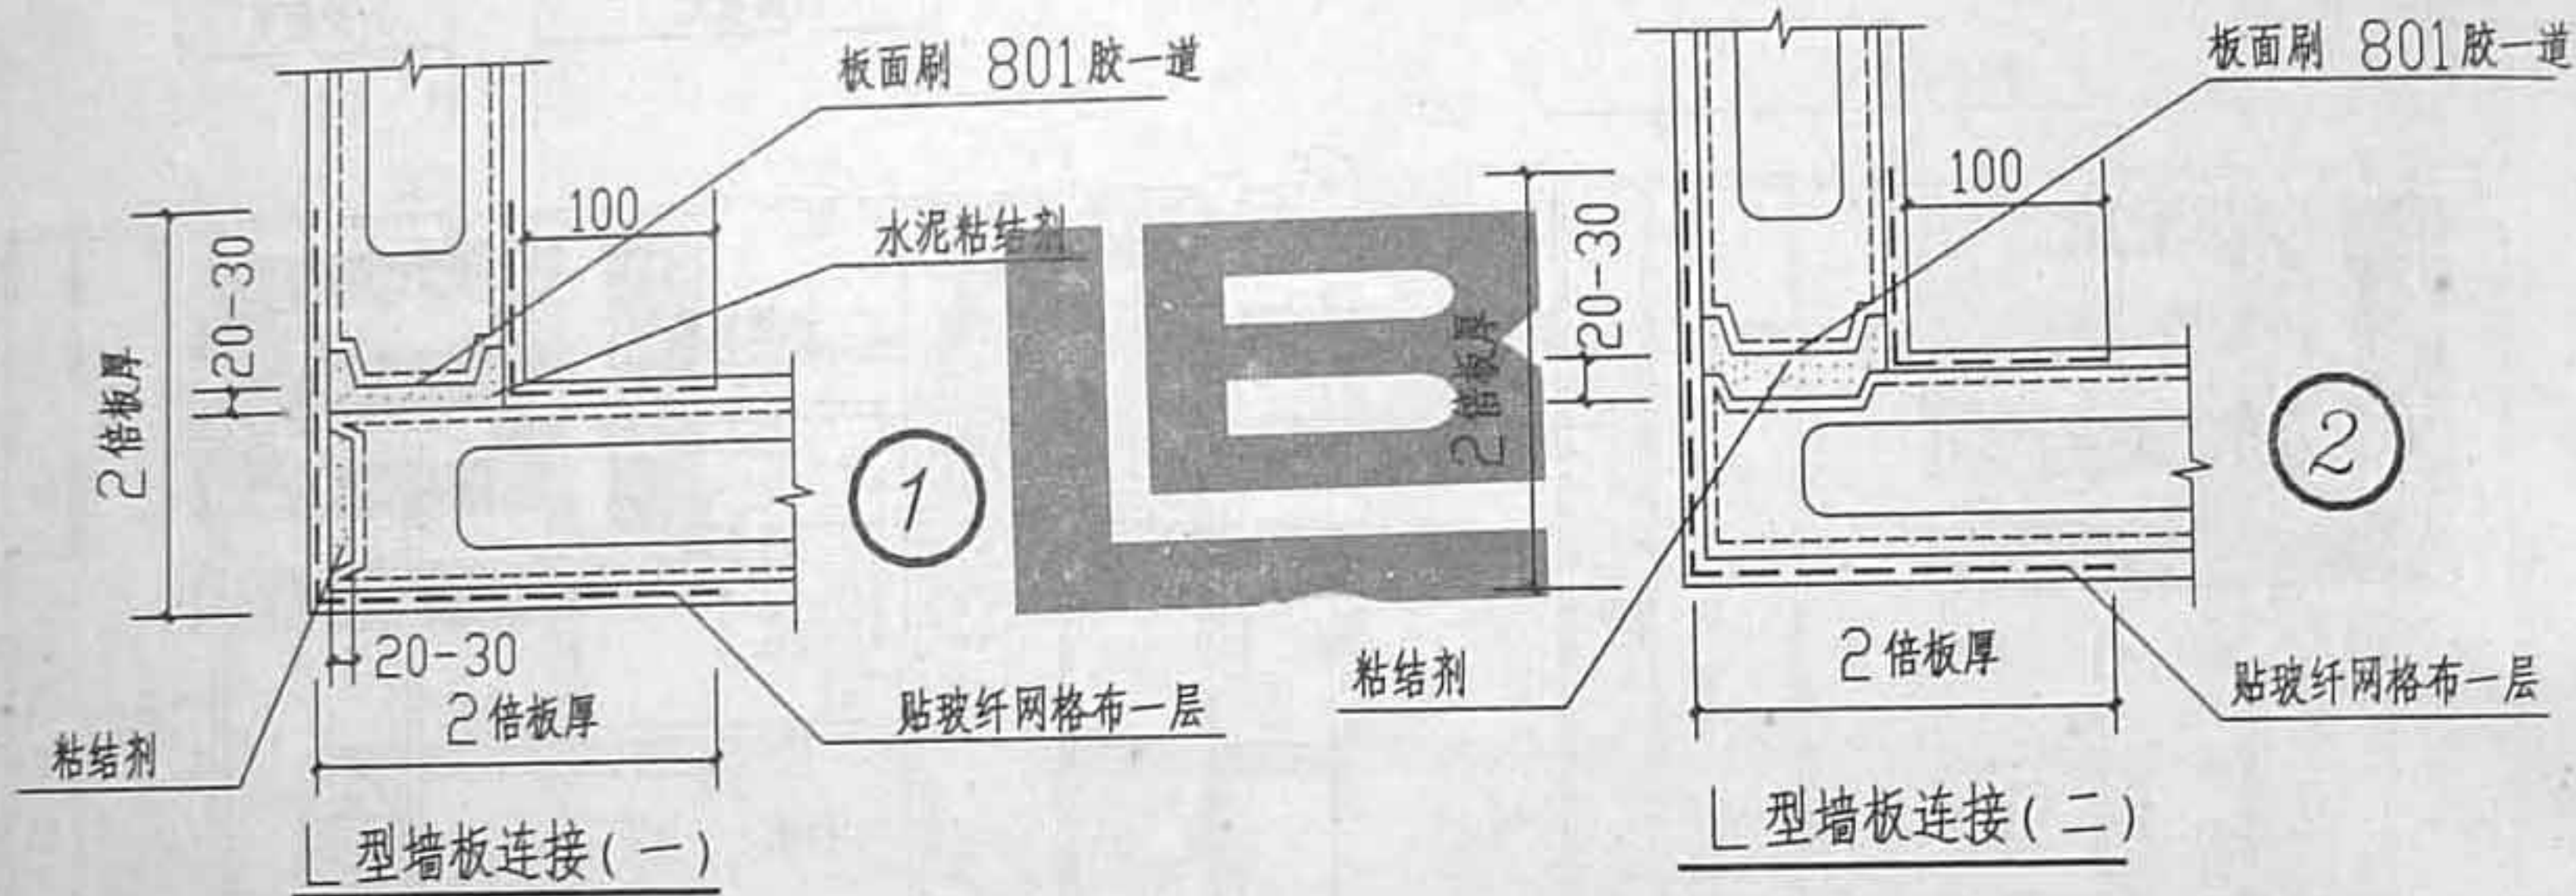 板面刷 801胶一道
100
水泥粘结剂
20-30
2倍板厚
1
20-30
2倍板厚
粘结剂
贴玻纤网格布一层
L型墙板连接(一)
板面刷 801胶一道
100
20-30
2倍板厚
2
粘结剂
2倍板厚
贴玻纤网格布一层
L型墙板连接(二)
LB